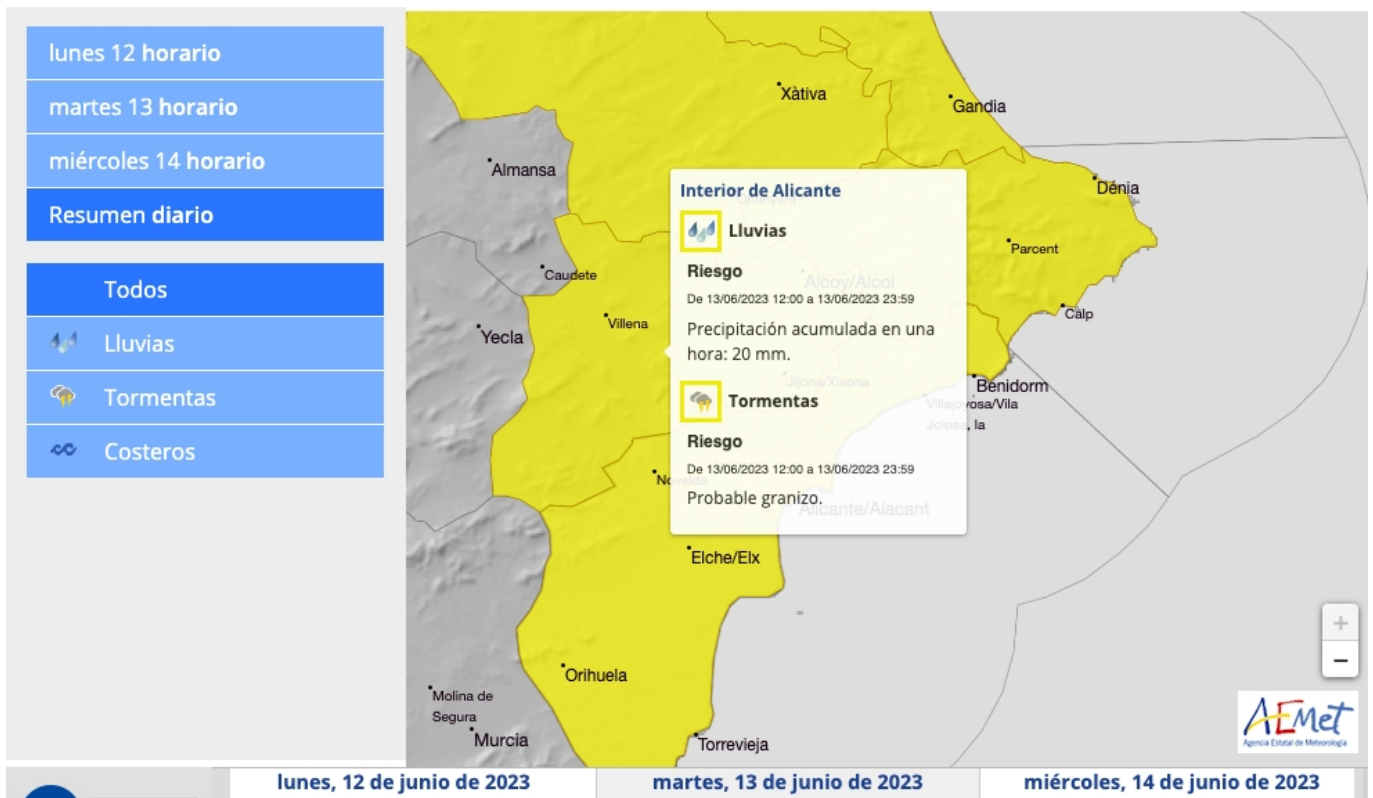 lunes 12 horario
martes 13 horario
miércoles 14 horario
Resumen diario
Todos
Lluvias
Tormentas
Costeros
Xàtiva
Gandia
Almansa
Dénia
Interior de Alicante
Lluvias
Riesgo
De 13/06/2023 12:00 a 13/06/2023 23:59
Precipitación acumulada en una
hora: 20 mm.
Tormentas
Riesgo
De 13/06/2023 12:00 a 13/06/2023 23:59
Probable granizo.
Parcent
Caudete
Alcoy/Alcoi
Calp
Villena
Yecla
Jijona/Xixona
Benidorm
Villajoyosa/Vila
Joiosa, la
Novelda
Alicante/Alacant
Elche/Elx
Orihuela
Molina de
Segura
Murcia
Torrevieja
+
−
AEMet
Agencia Estatal de Meteorología
lunes, 12 de junio de 2023
martes, 13 de junio de 2023
miércoles, 14 de junio de 2023